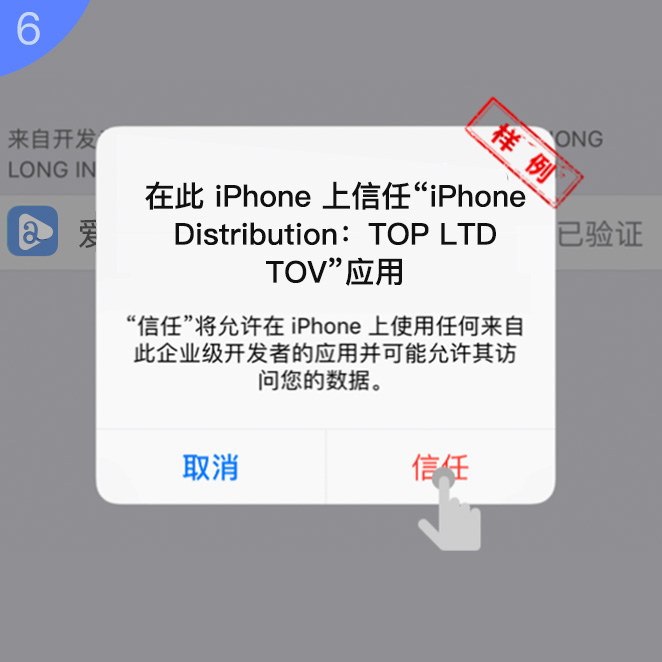 6
来自开发
ONG
LONG IN
样例
在此 iPhone 上信任“iPhone
Distribution：TOP LTD
TOV”应用
爱
已验证
“信任”将允许在 iPhone 上使用任何来自
此企业级开发者的应用并可能允许其访
问您的数据。
取消
信任